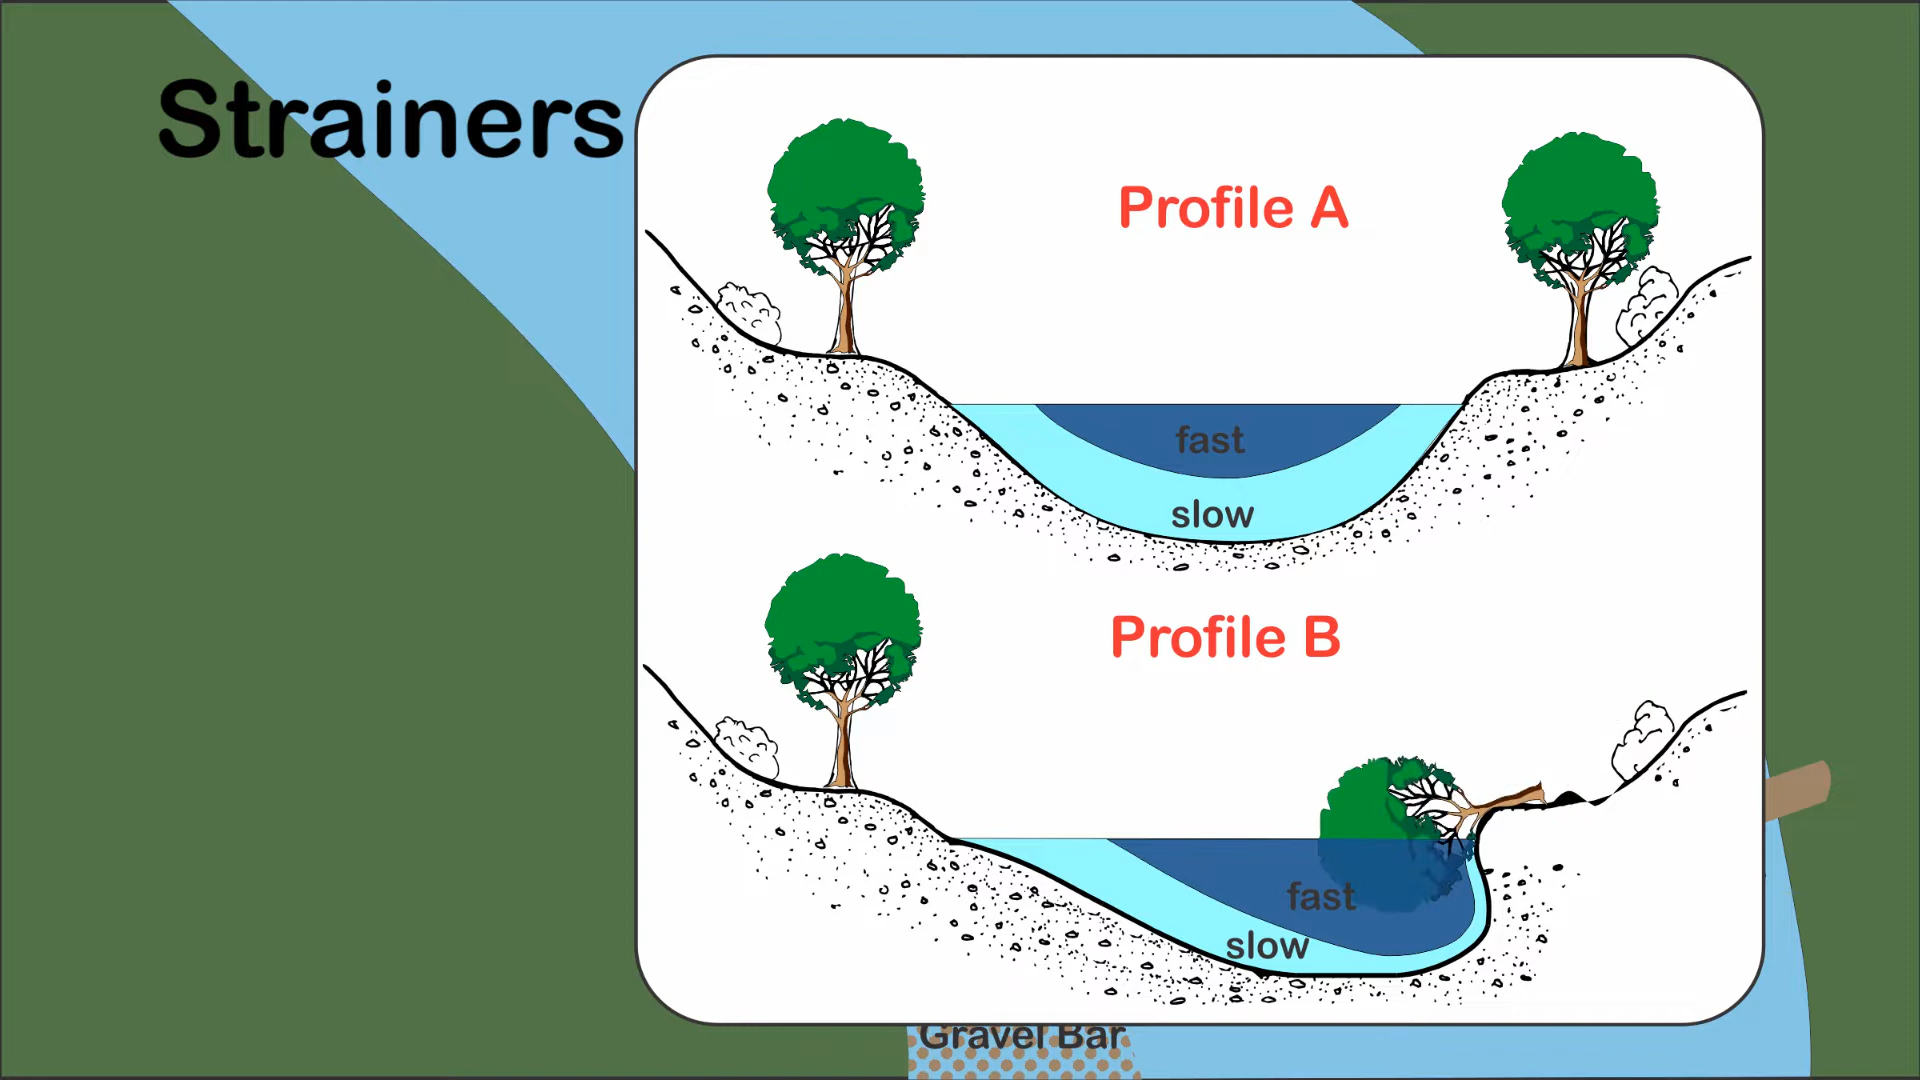 Strainers
Profile A
fast
slow
Profile B
fast
slow
Gravel Bar